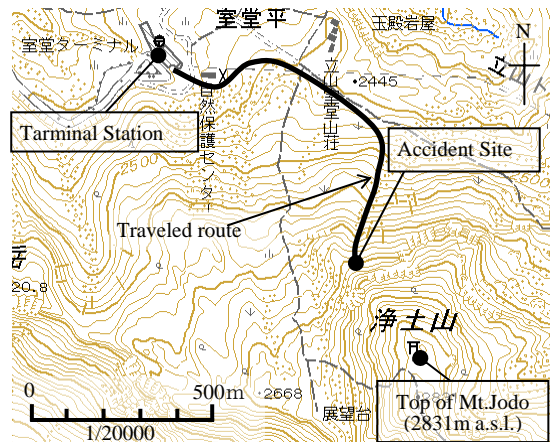 室堂平
玉殿岩屋
N
室堂ターミナル
2445
Tarminal Station
自然保護センター
立山室堂山荘
Accident Site
2500
Traveled route
20.8
浄土山
0
500m
2668
展望台
1/20000
Top of Mt.Jodo
(2831m a.s.l.)